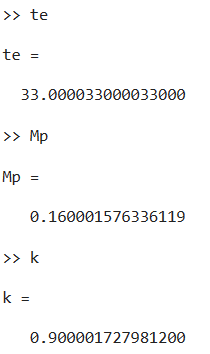 >> te
te =
33.000033000033000
>> Mp
Mp =
0.160001576336119
>> k
k =
0.900001727981200